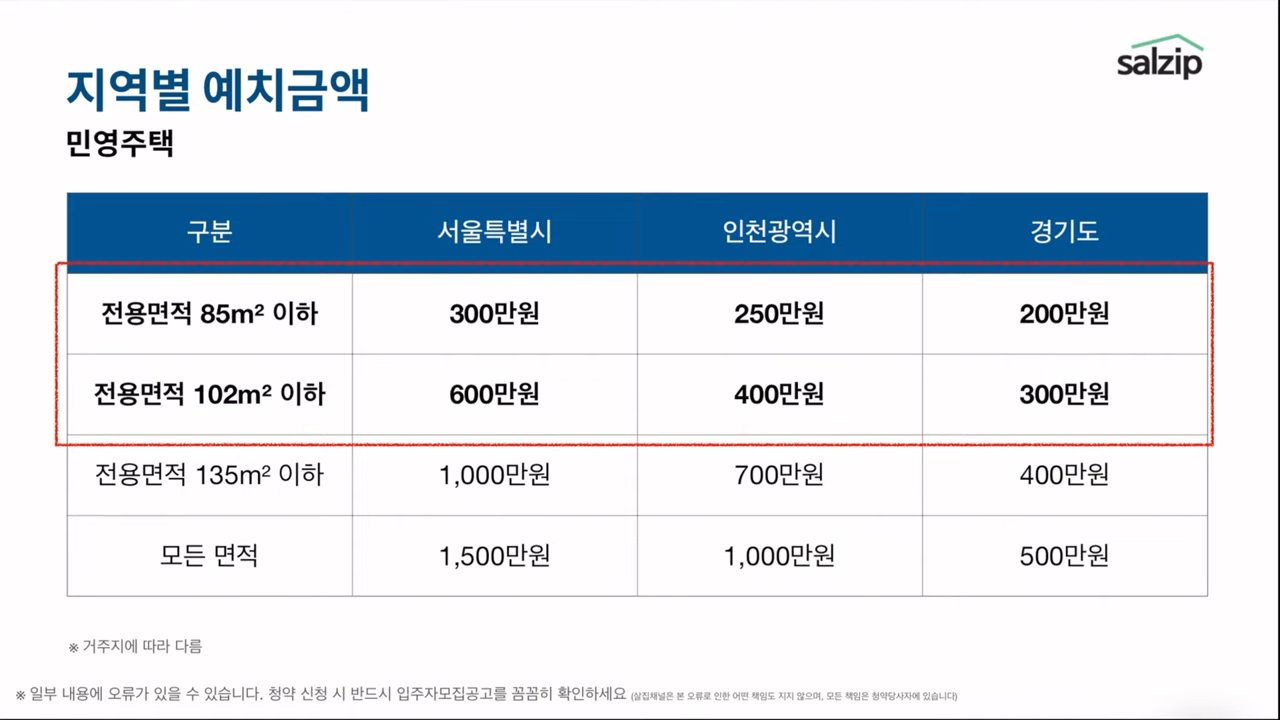 salzip
지역별 예치금액
민영주택
구분 서울특별시 인천광역시 경기도
전용면적 85m² 이하 300만원 250만원 200만원
전용면적 102m² 이하 600만원 400만원 300만원
전용면적 135m² 이하 1,000만원 700만원 400만원
모든 면적 1,500만원 1,000만원 500만원
※ 거주지에 따라 다름
※ 일부 내용에 오류가 있을 수 있습니다. 청약 신청 시 반드시 입주자모집공고를 꼼꼼히 확인하세요 (살집채널은 본 오류로 인한 어떤 책임도 지지 않으며, 모든 책임은 청약당사자에 있습니다)